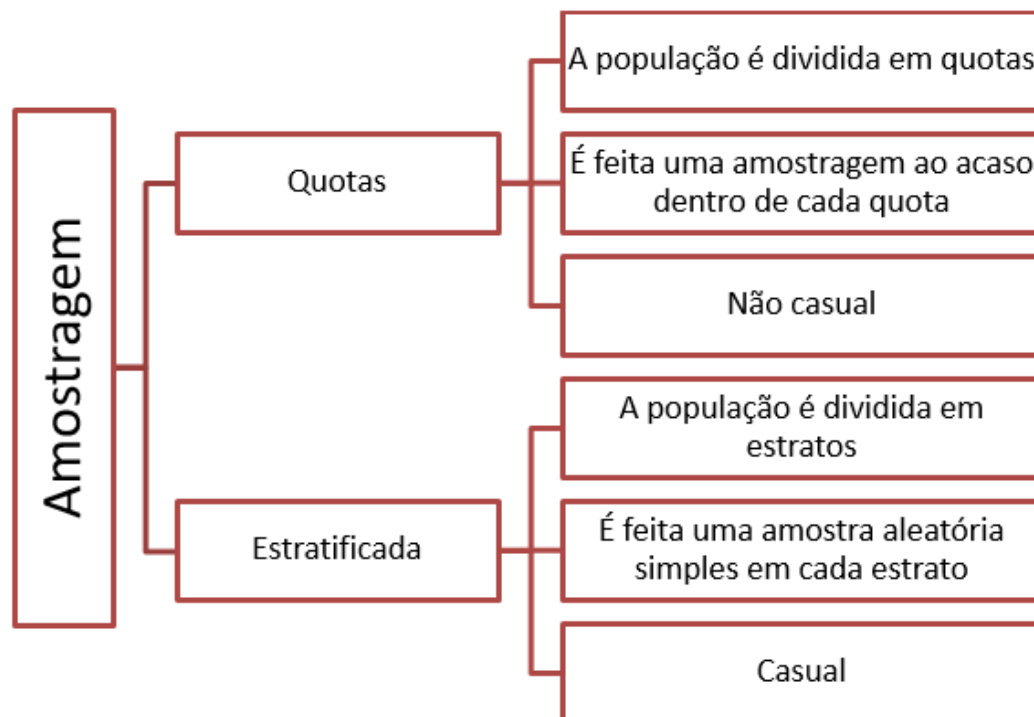 Amostragem
Quotas
A população é dividida em quotas
É feita uma amostragem ao acaso
dentro de cada quota
Não casual
Estratificada
A população é dividida em
estratos
É feita uma amostra aleatória
simples em cada estrato
Casual